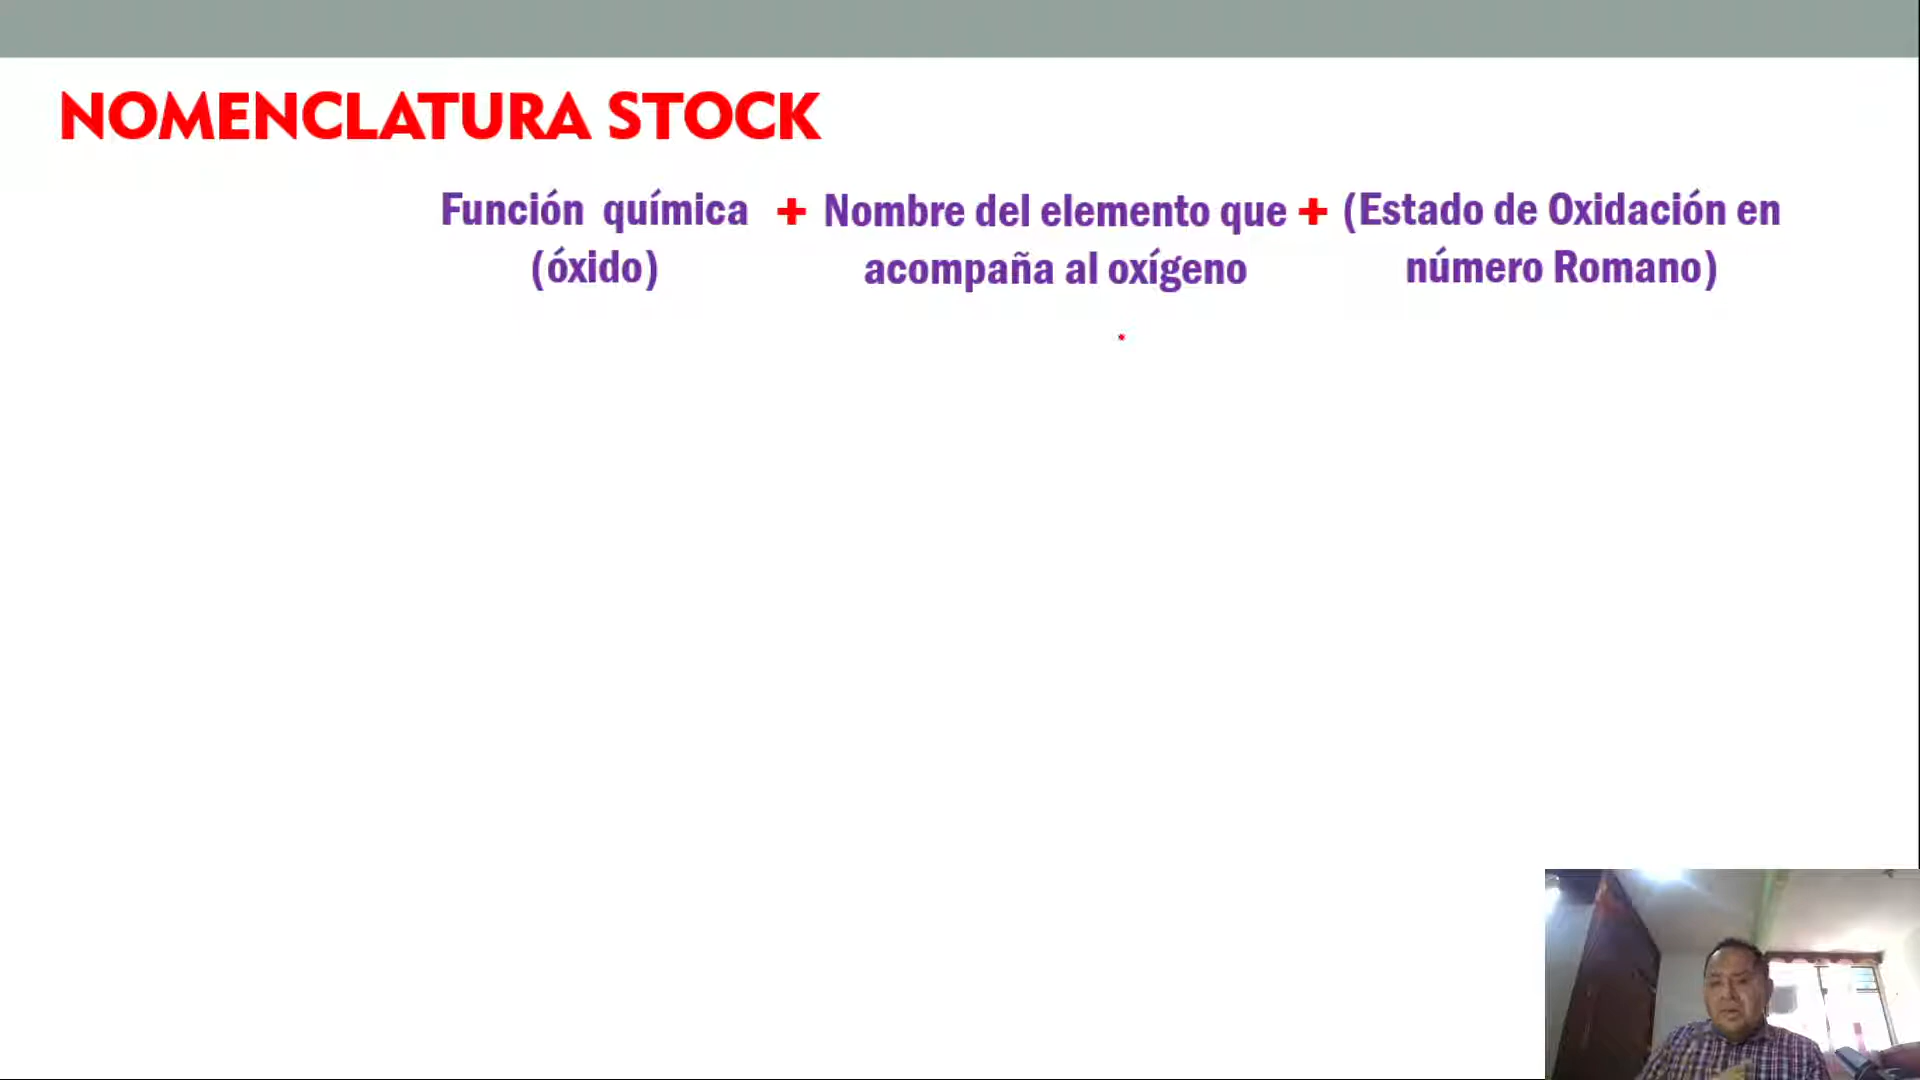 NOMENCLATURA STOCK
Función química + Nombre del elemento que + (Estado de Oxidación en
(óxido) acompaña al oxígeno número Romano)